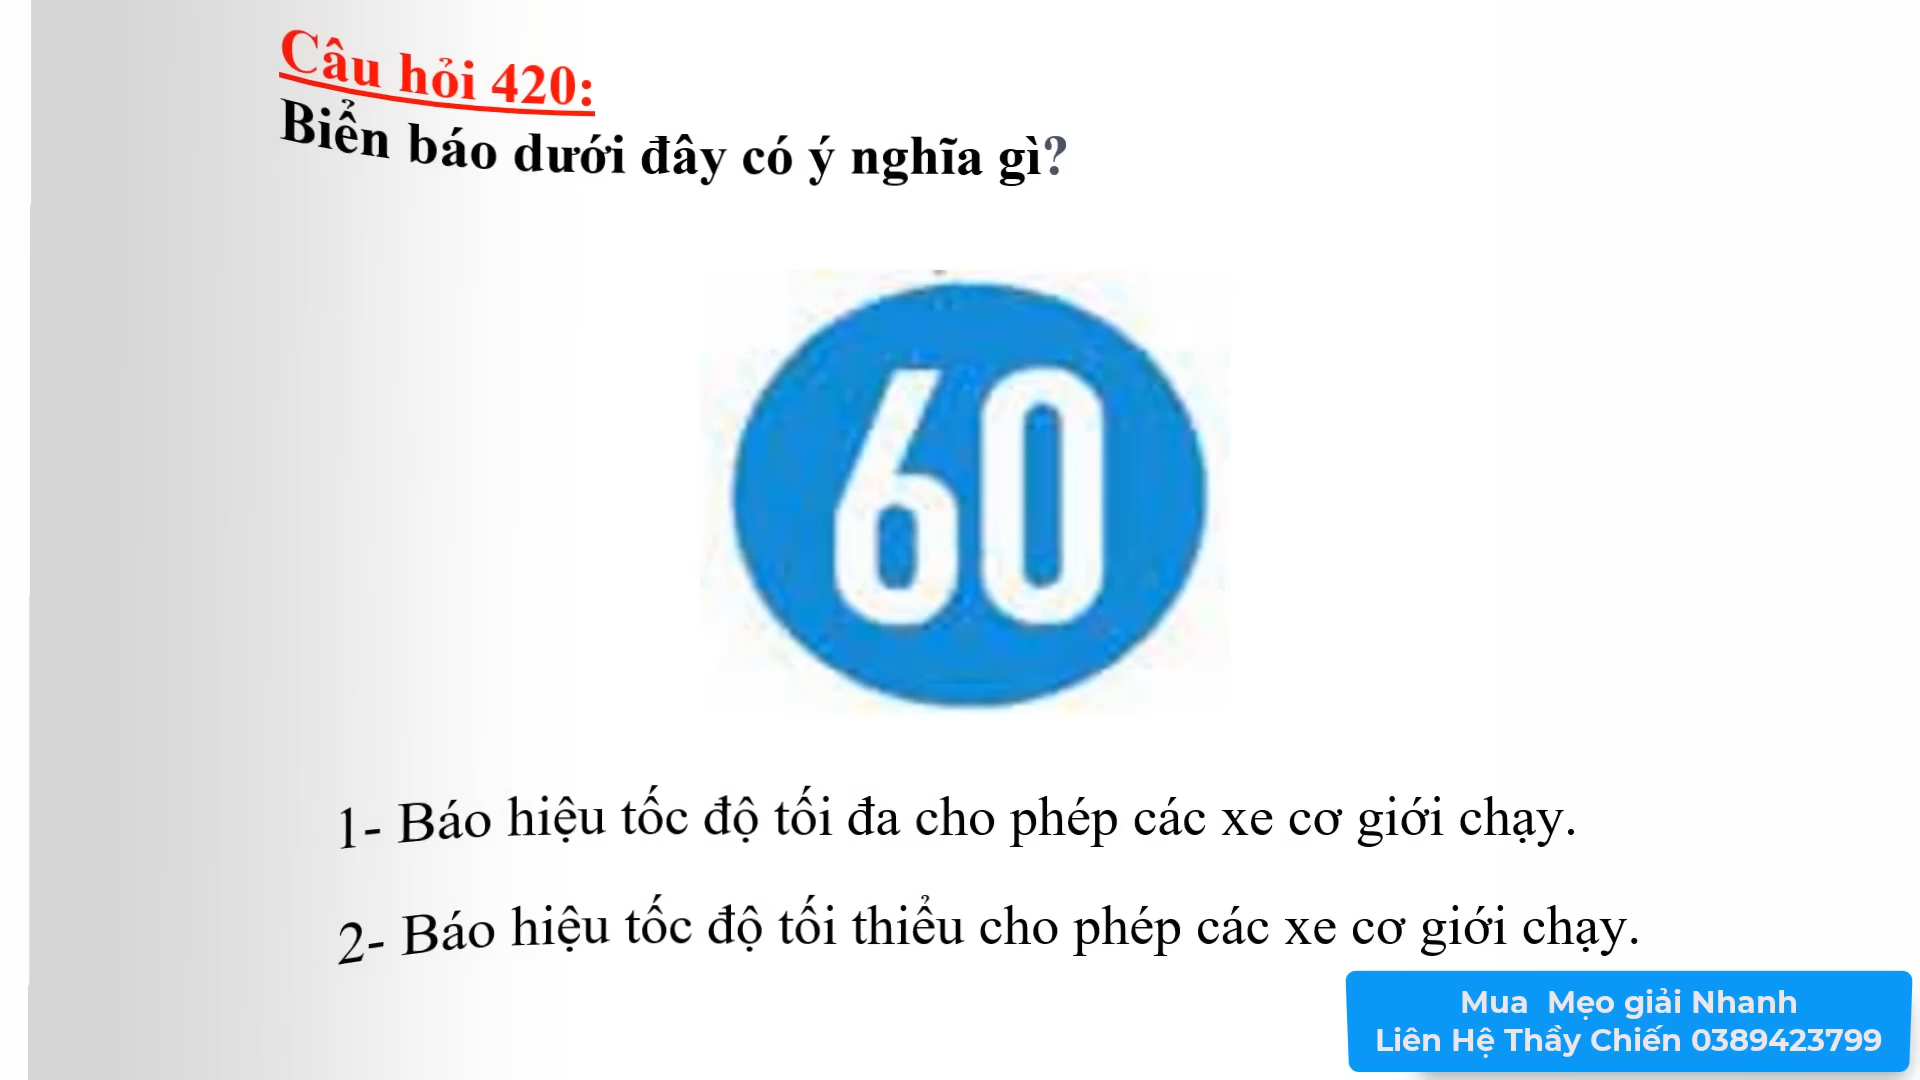 Câu hỏi 420:
Biển báo dưới đây có ý nghĩa gì?
60
1- Báo hiệu tốc độ tối đa cho phép các xe cơ giới chạy.
2- Báo hiệu tốc độ tối thiểu cho phép các xe cơ giới chạy.
Mua Mẹo giải Nhanh
Liên Hệ Thầy Chiến 0389423799